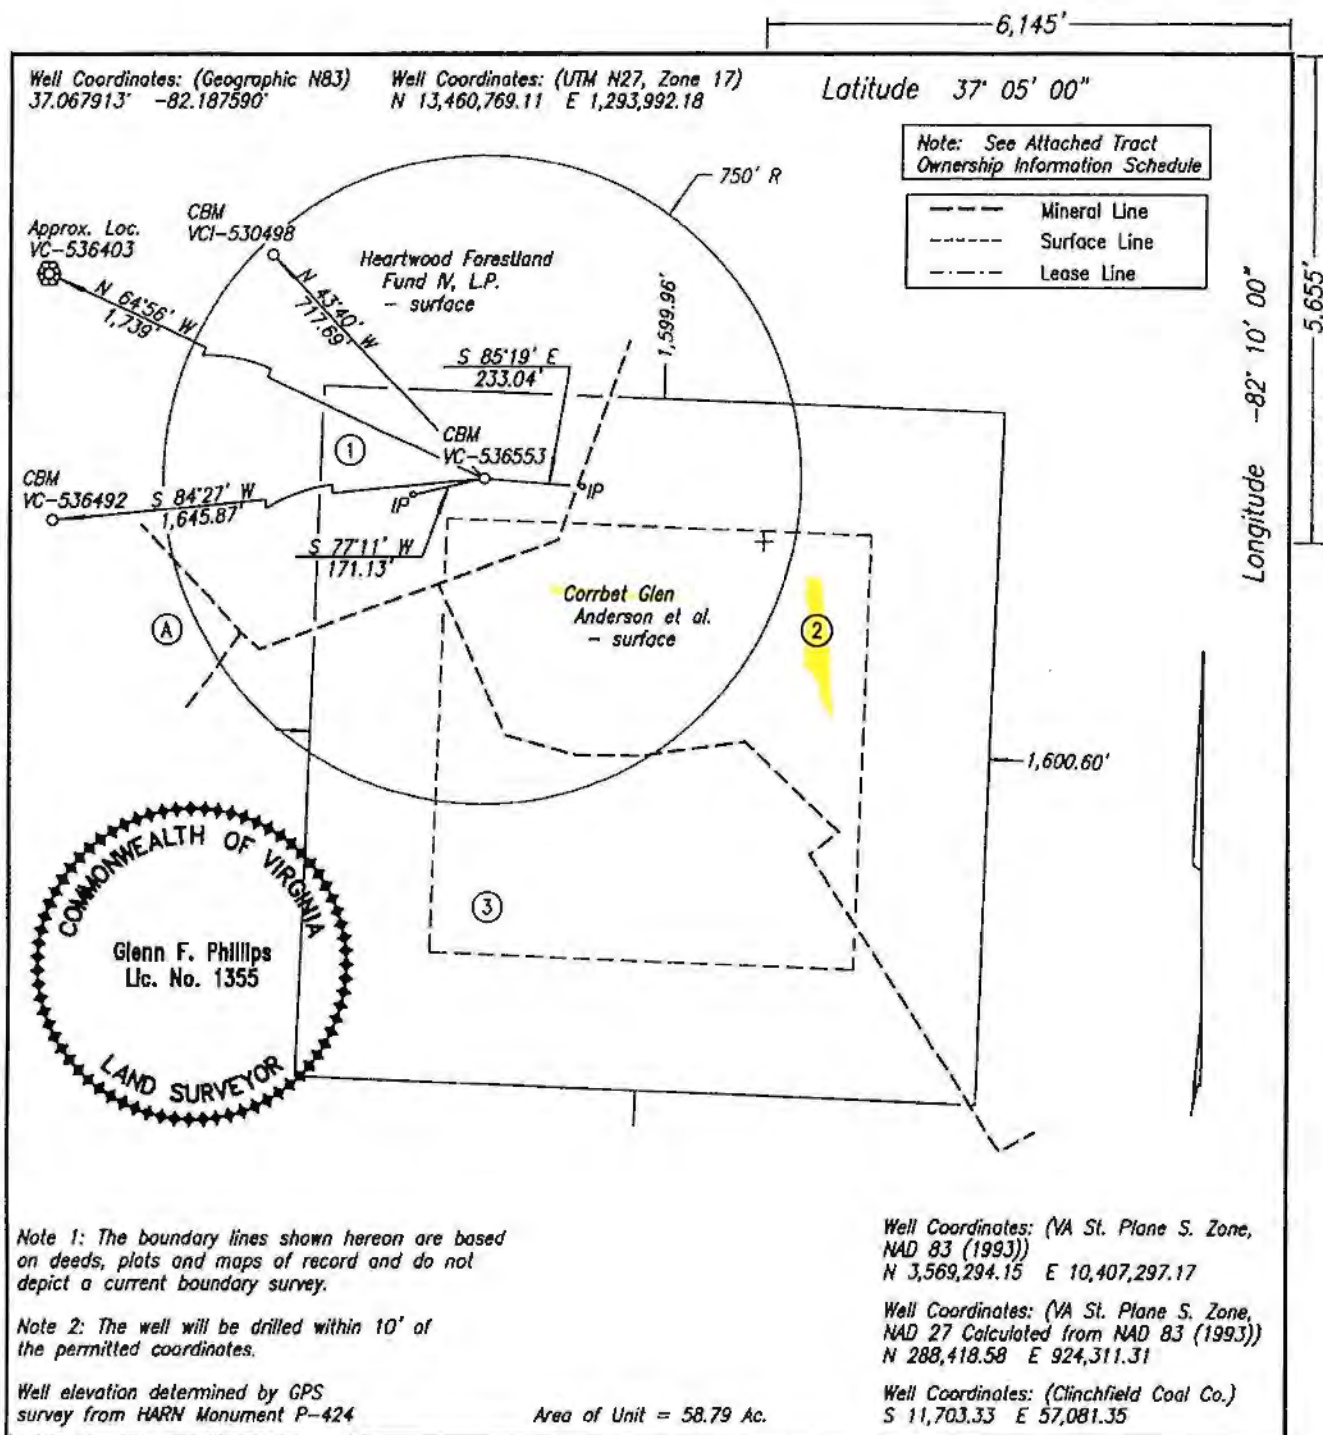 6,145'
Well Coordinates: (Geographic N83)
37.067913° -82.187590°
Well Coordinates: (UTM N27, Zone 17)
N 13,460,769.11 E 1,293,992.18
Latitude 37° 05' 00"
Note: See Attached Tract
Ownership Information Schedule
Mineral Line
Surface Line
Lease Line
5,655'
Longitude -82° 10' 00"
750' R
CBM
VCI-530498
Approx. Loc.
VC-536403
Heartwood Forestland
Fund IV, L.P.
- surface
N 64°56' W
1,739'
N 43°40' W
717.69'
1,599.96'
S 85°19' E
233.04'
1
CBM
VC-536553
CBM
VC-536492
S 84°27' W
1,645.87'
IP
IP
S 77°11' W
171.13'
Corrbet Glen
Anderson et al.
- surface
A
2
1,600.60'
3
COMMONWEALTH OF VIRGINIA
Glenn F. Phillips
Lic. No. 1355
LAND SURVEYOR
Note 1: The boundary lines shown hereon are based
on deeds, plats and maps of record and do not
depict a current boundary survey.
Note 2: The well will be drilled within 10' of
the permitted coordinates.
Well elevation determined by GPS
survey from HARN Monument P-424
Area of Unit = 58.79 Ac.
Well Coordinates: (VA St. Plane S. Zone,
NAD 83 (1993))
N 3,569,294.15 E 10,407,297.17
Well Coordinates: (VA St. Plane S. Zone,
NAD 27 Calculated from NAD 83 (1993))
N 288,418.58 E 924,311.31
Well Coordinates: (Clinchfield Coal Co.)
S 11,703.33 E 57,081.35